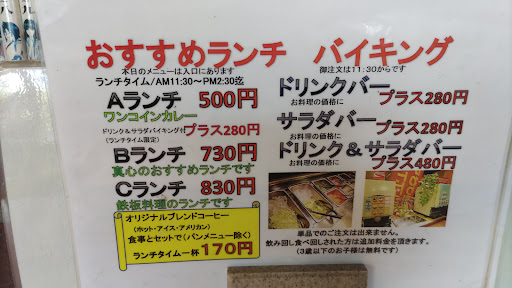 おすすめランチ　バイキング
本日のメニューは入口にあります
ランチタイム/AM11:30～PM2:30迄
Aランチ 500円
ワンコインカレー
ドリンク＆サラダバイキング付プラス280円
(ランチタイム限定)
Bランチ 730円
真心のおすすめランチです
Cランチ 830円
鉄板料理のランチです
オリジナルブレンドコーヒー
(ホット・アイス・アメリカン)
食事とセットで(パンメニュー除く)
ランチタイム一杯170円
御注文は11:30からです
ドリンクバー
お料理の価格に プラス280円
サラダバー
お料理の価格に プラス280円
ドリンク＆サラダバー
お料理の価格に プラス480円
単品でのご注文は出来ません。
飲み回し食べ回しされた方は追加料金を頂きます。
(3歳以下のお子様は無料です)